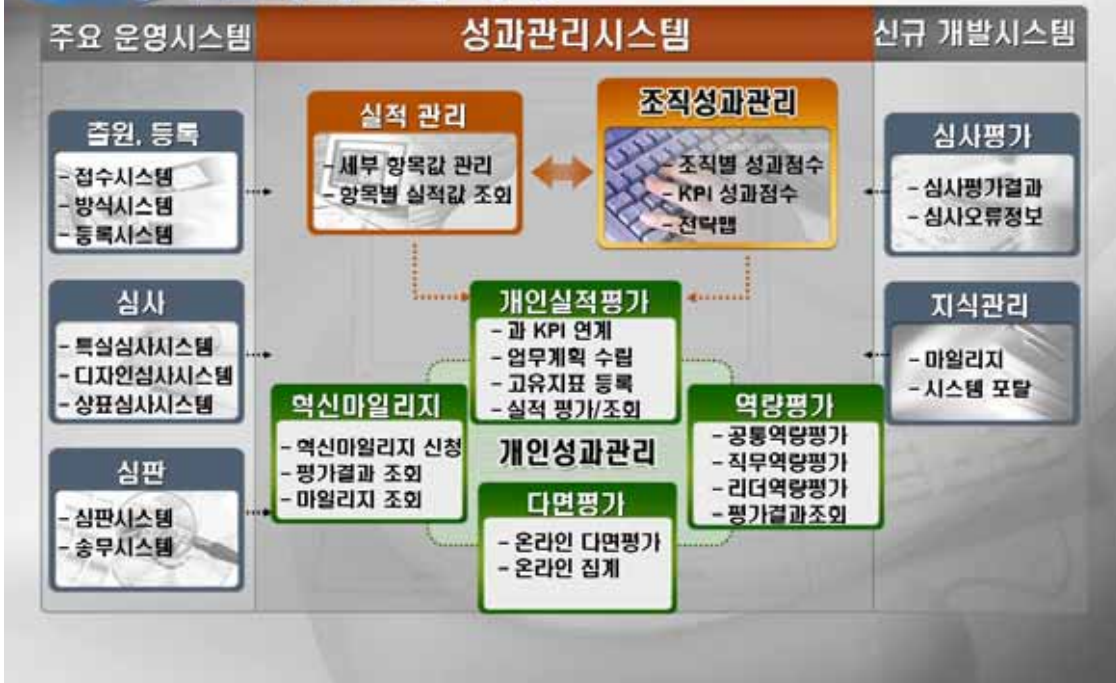 주요 운영시스템
성과관리시스템
신규 개발시스템
출원, 등록
- 접수시스템
- 방식시스템
- 등록시스템
심사
- 특실심사시스템
- 디자인심사시스템
- 상표심사시스템
심판
- 심판시스템
- 송무시스템
실적 관리
- 세부 항목값 관리
- 항목별 실적값 조회
조직성과관리
- 조직별 성과점수
- KPI 성과점수
- 전략맵
개인실적평가
- 과 KPI 연계
- 업무계획 수립
- 고유지표 등록
- 실적 평가/조회
혁신마일리지
- 혁신마일리지 신청
- 평가결과 조회
- 마일리지 조회
개인성과관리
역량평가
- 공통역량평가
- 직무역량평가
- 리더역량평가
- 평가결과조회
다면평가
- 온라인 다면평가
- 온라인 집계
심사평가
- 심사평가결과
- 심사오류정보
지식관리
- 마일리지
- 시스템 포탈